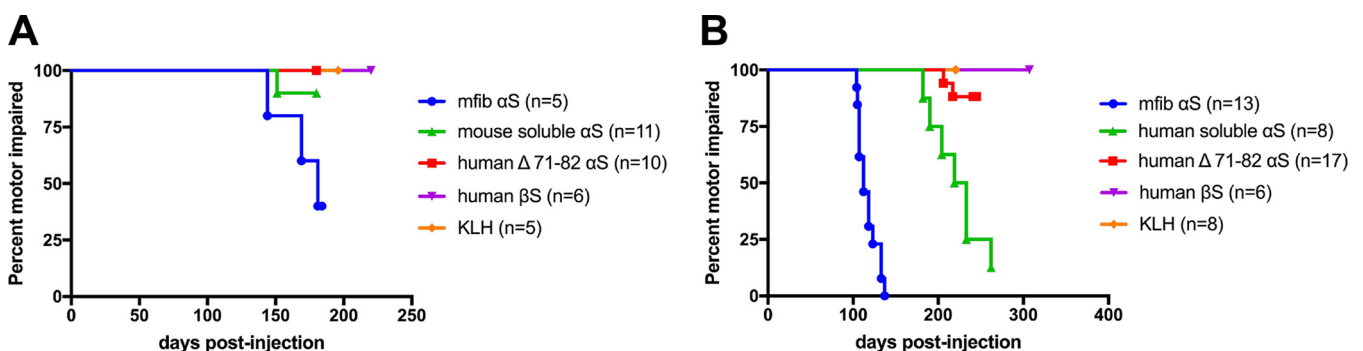 A
Percent motor impaired
100
75
50
25
0
0 50 100 150 200 250
days post-injection
mfib αS (n=5)
mouse soluble αS (n=11)
human Δ 71-82 αS (n=10)
human βS (n=6)
KLH (n=5)
B
Percent motor impaired
100
75
50
25
0
0 100 200 300 400
days post-injection
mfib αS (n=13)
human soluble αS (n=8)
human Δ 71-82 αS (n=17)
human βS (n=6)
KLH (n=8)